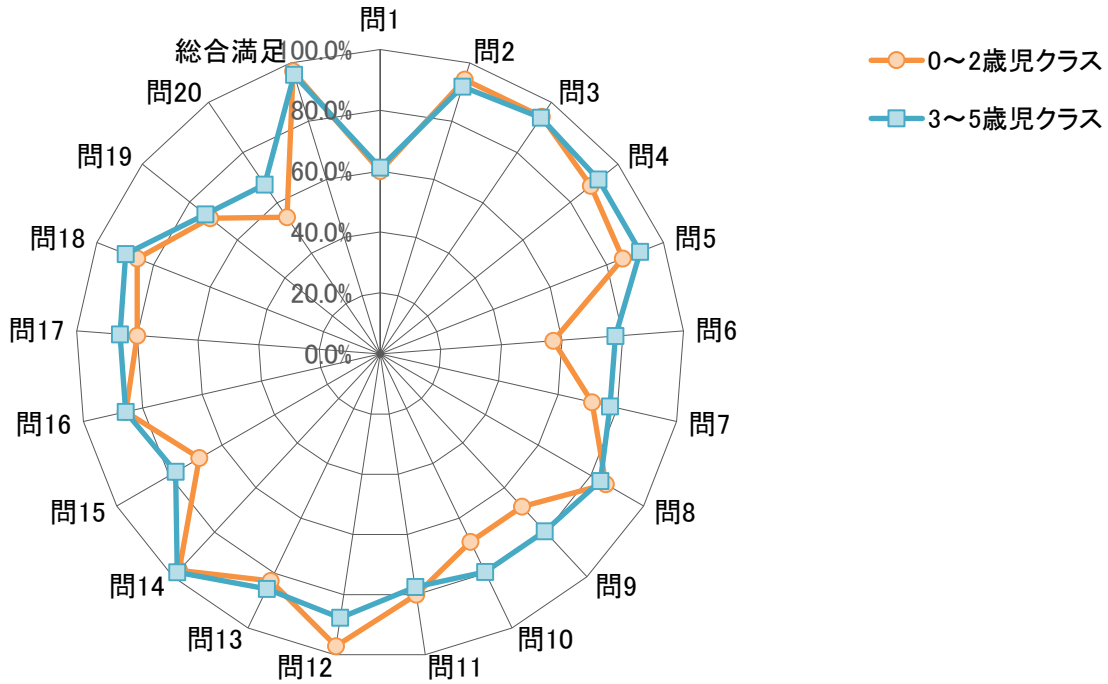 問1
問2
問3
問4
問5
問6
問7
問8
問9
問10
問11
問12
問13
問14
問15
問16
問17
問18
問19
問20
総合満足
100.0%
80.0%
60.0%
40.0%
20.0%
0.0%
0～2歳児クラス
3～5歳児クラス